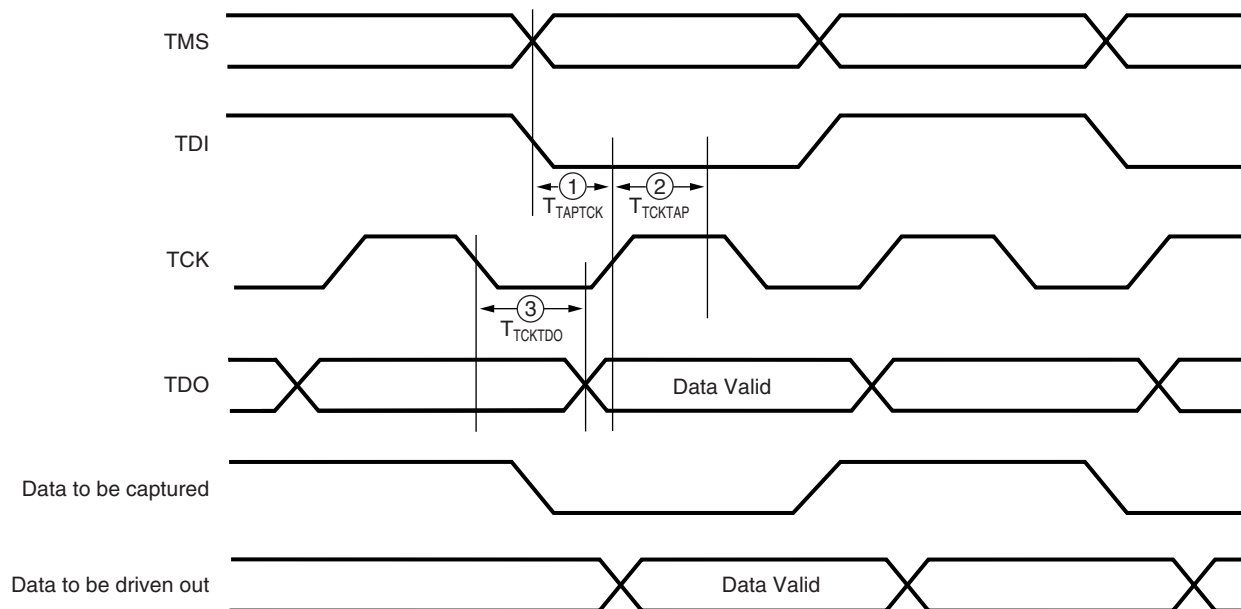 TMS
TDI
1 2
TTAPTCK TTCKTAP
TCK
3
TTCKTDO
TDO Data Valid
Data to be captured
Data to be driven out Data Valid